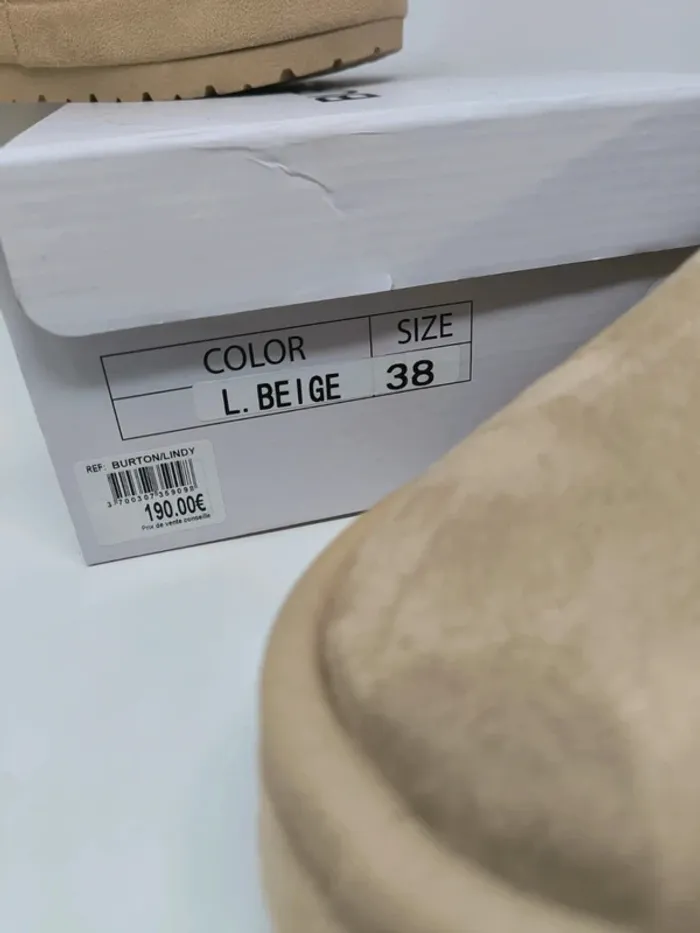 COLOR SIZE
L. BEIGE 38
REF: BURTON/LINDY
190.00€
Prix de vente conseillé